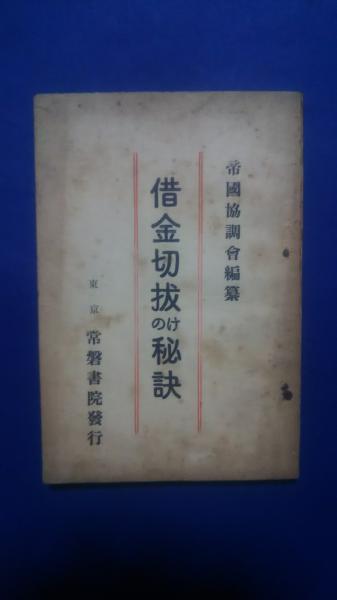 帝國協調會編纂
借金切抜けの秘訣
東京 常磐書院發行